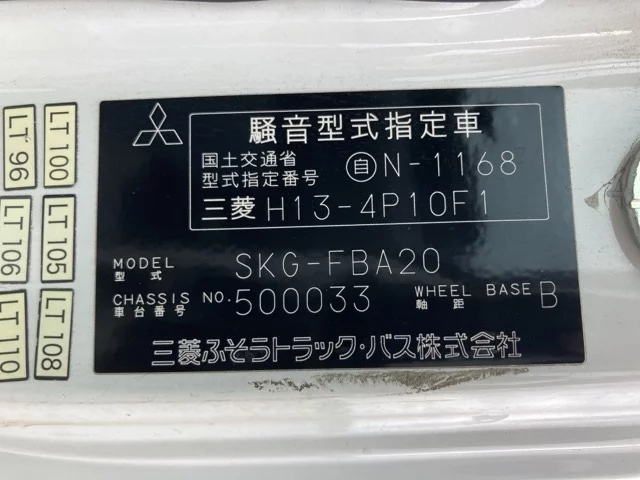 騒音型式指定車
国土交通省
型式指定番号 自N-1168
三菱 H13-4P10F1
MODEL
型式 SKG-FBA20
CHASSIS NO.
車台番号 500033 WHEEL BASE
軸距 B
三菱ふそうトラック・バス株式会社
LT 96
LT 100
LT 106
LT 105
LT 110
LT 108